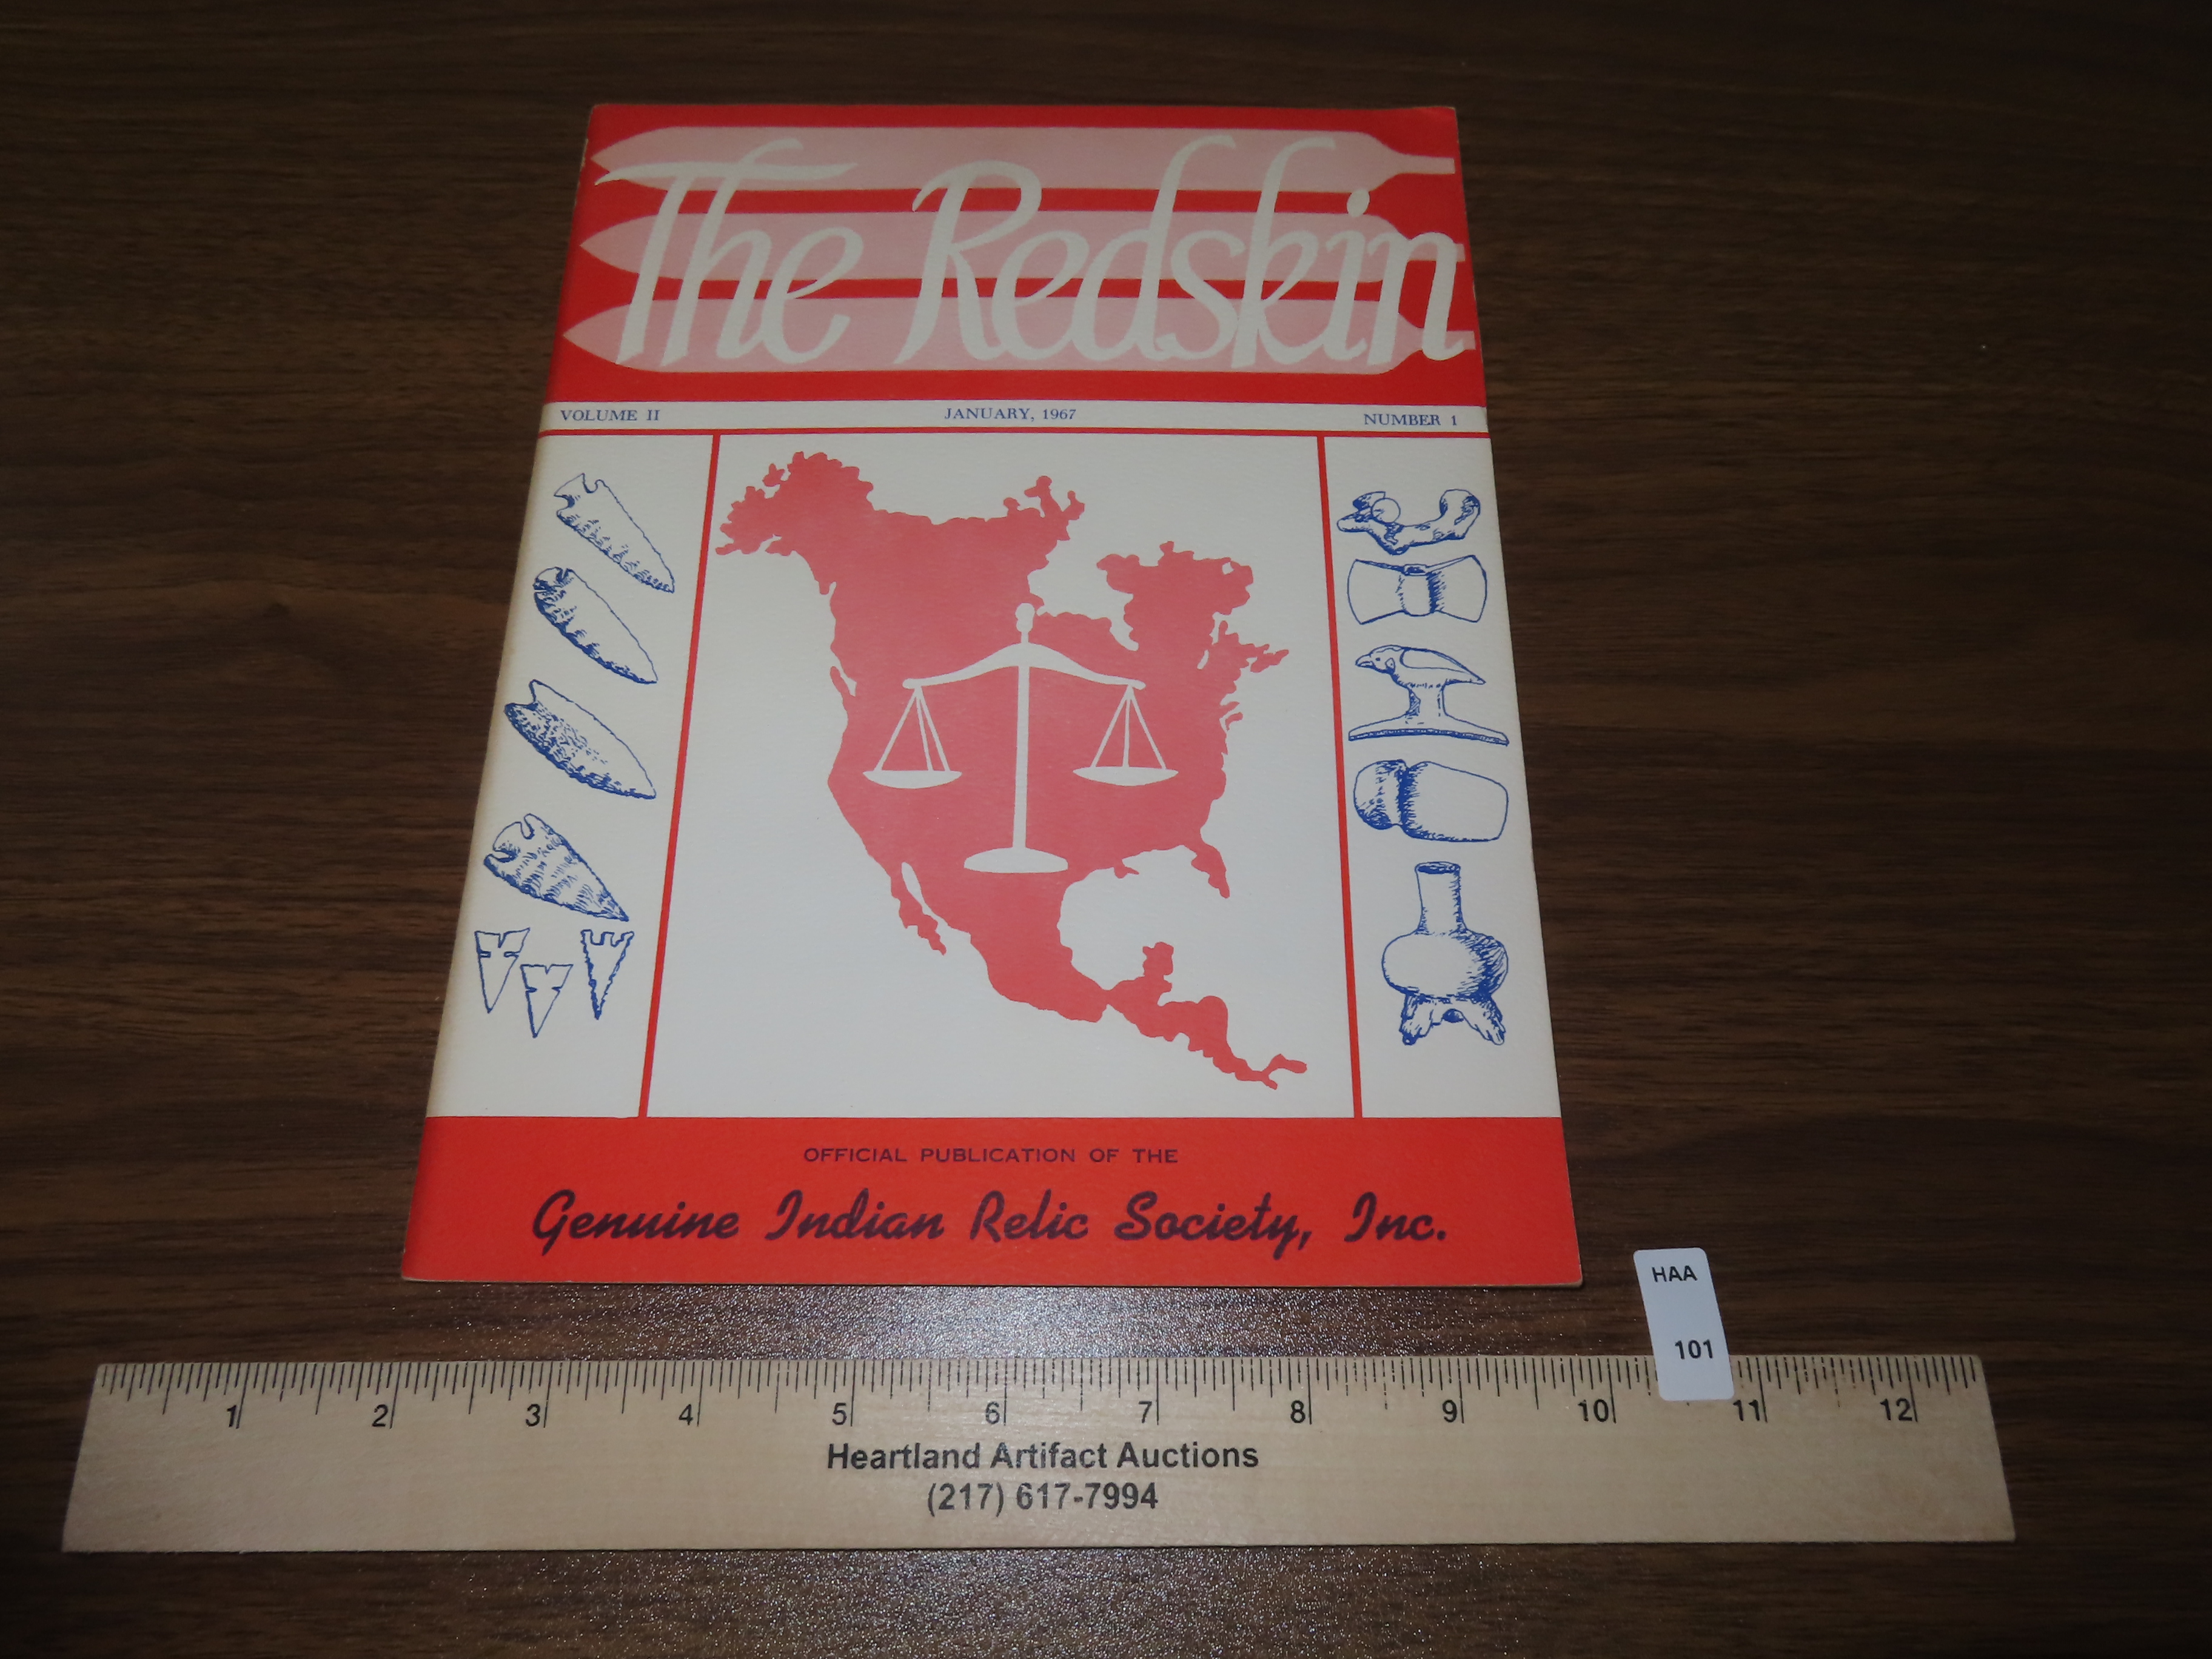 The Redskin
VOLUME II JANUARY, 1967 NUMBER 1
OFFICIAL PUBLICATION OF THE
Genuine Indian Relic Society, Inc.
HAA
101
1 2 3 4 5 6 7 8 9 10 11 12
Heartland Artifact Auctions
(217) 617-7994